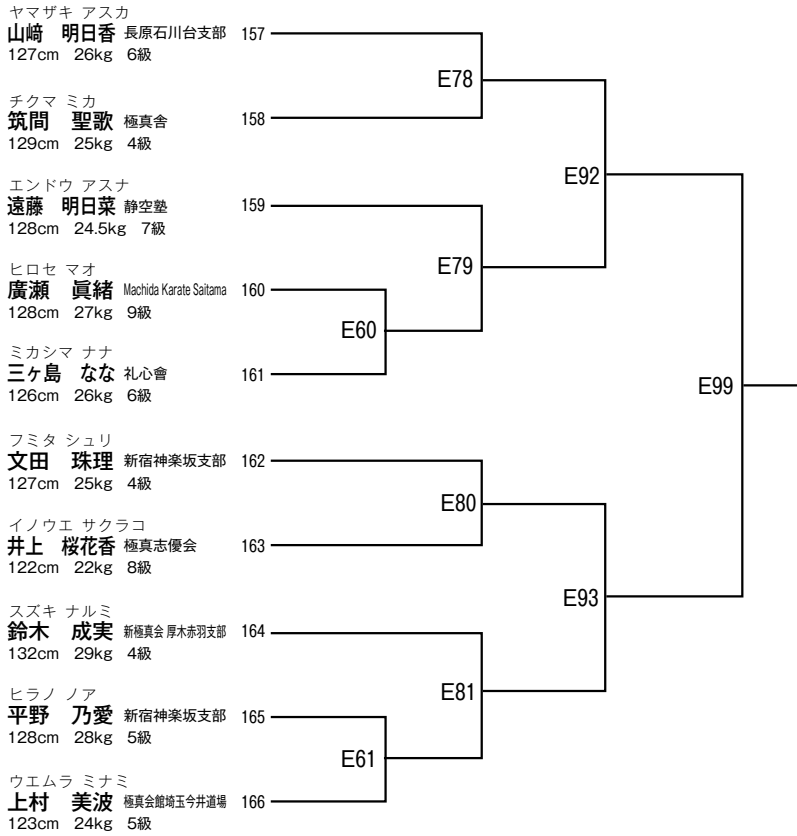 ヤマザキ アスカ
山﨑 明日香 長原石川台支部 157
127cm 26kg 6級
E78
チクマ ミカ
筑間 聖歌 極真舎 158
129cm 25kg 4級
E92
エンドウ アスナ
遠藤 明日菜 静空塾 159
128cm 24.5kg 7級
E79
ヒロセ マオ
廣瀬 眞緒 Machida Karate Saitama 160
128cm 27kg 9級
E60
ミカシマ ナナ
三ヶ島 なな 礼心會 161
126cm 26kg 6級
E99
フミタ シュリ
文田 珠理 新宿神楽坂支部 162
127cm 25kg 4級
E80
イノウエ サクラコ
井上 桜花香 極真志優会 163
122cm 22kg 8級
E93
スズキ ナルミ
鈴木 成実 新極真会 厚木赤羽支部 164
132cm 29kg 4級
E81
ヒラノ ノア
平野 乃愛 新宿神楽坂支部 165
128cm 28kg 5級
E61
ウエムラ ミナミ
上村 美波 極真会館埼玉今井道場 166
123cm 24kg 5級